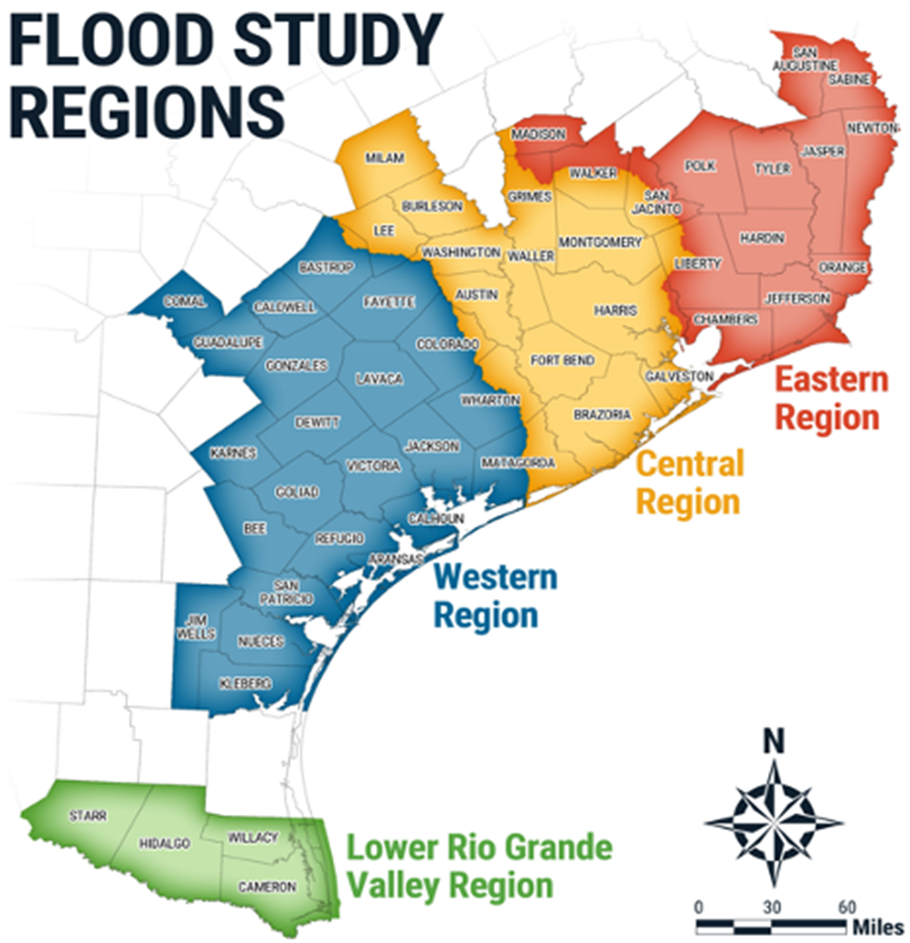 FLOOD STUDY
REGIONS
SAN
AUGUSTINE
SABINE
NEWTON
MADISON
JASPER
MILAM
POLK
TYLER
WALKER
GRIMES
SAN
JACINTO
BURLESON
LEE
HARDIN
MONTGOMERY
WASHINGTON
WALLER
LIBERTY
ORANGE
BASTROP
AUSTIN
JEFFERSON
COMAL
CALDWELL
FAYETTE
HARRIS
CHAMBERS
GUADALUPE
COLORADO
GONZALES
FORT BEND
LAVACA
GALVESTON
Eastern
Region
WHARTON
BRAZORIA
DEWITT
JACKSON
KARNES
VICTORIA
MATAGORDA
Central
Region
GOLIAD
CALHOUN
BEE
REFUGIO
ARANSAS
Western
Region
SAN
PATRICIO
JIM
WELLS
NUECES
KLEBERG
N
STARR
HIDALGO
WILLACY
CAMERON
Lower Rio Grande
Valley Region
0 30 60
Miles